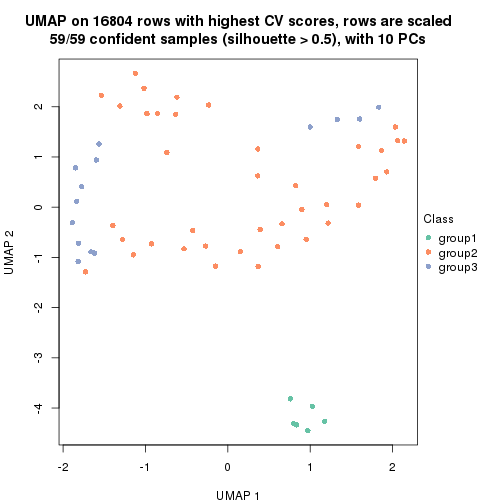 UMAP on 16804 rows with highest CV scores, rows are scaled
59/59 confident samples (silhouette > 0.5), with 10 PCs
2
1
0
-1
-2
-3
-4
UMAP 2
-2
-1
0
1
2
UMAP 1
Class
group1
group2
group3